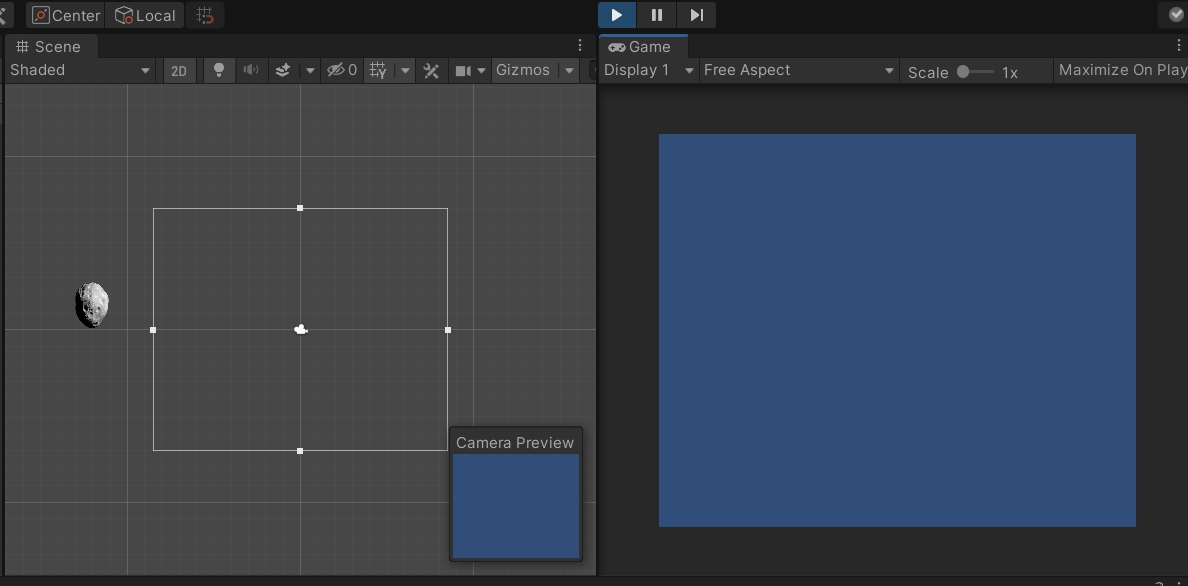 Center Local
Scene
Game
Shaded 2D 0 Gizmos
Display 1 Free Aspect Scale 1x Maximize On Play
Camera Preview